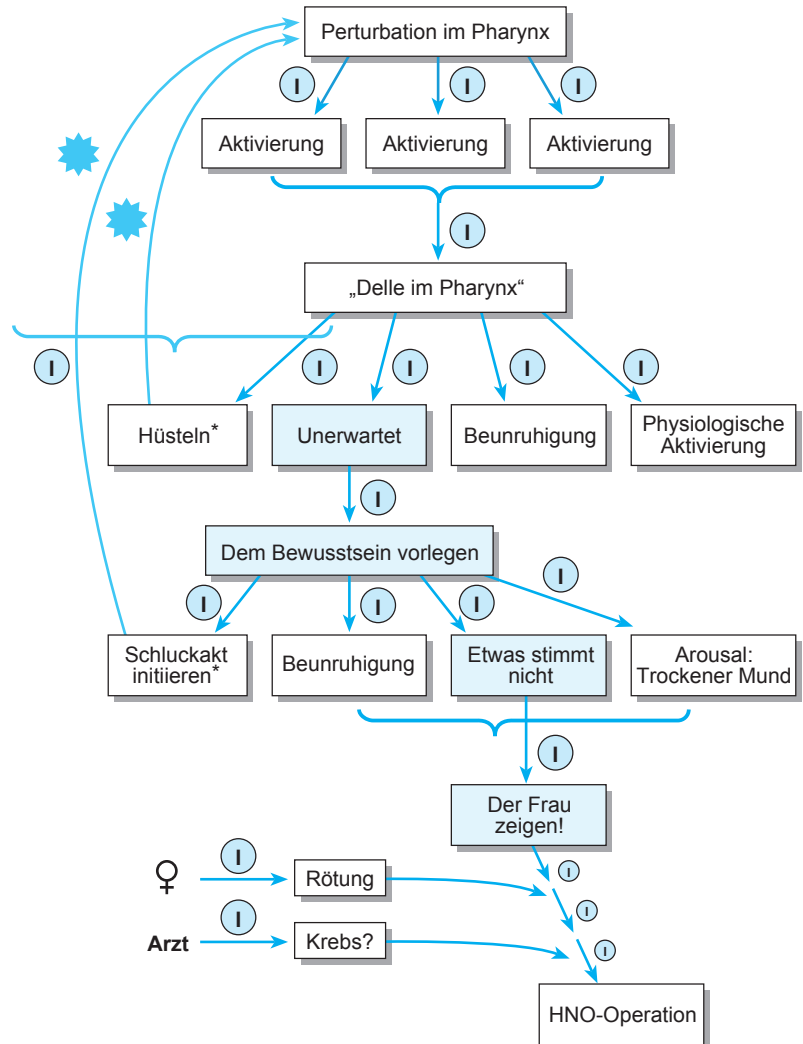 Perturbation im Pharynx
I
I
I
Aktivierung
Aktivierung
Aktivierung
I
„Delle im Pharynx“
I
I
I
I
I
Hüsteln*
Unerwartet
Beunruhigung
Physiologische
Aktivierung
I
Dem Bewusstsein vorlegen
I
I
I
I
Schluckakt
initiieren*
Beunruhigung
Etwas stimmt
nicht
Arousal:
Trockener Mund
I
Der Frau
zeigen!
♀
I
Rötung
I
I
Arzt
I
Krebs?
I
HNO-Operation